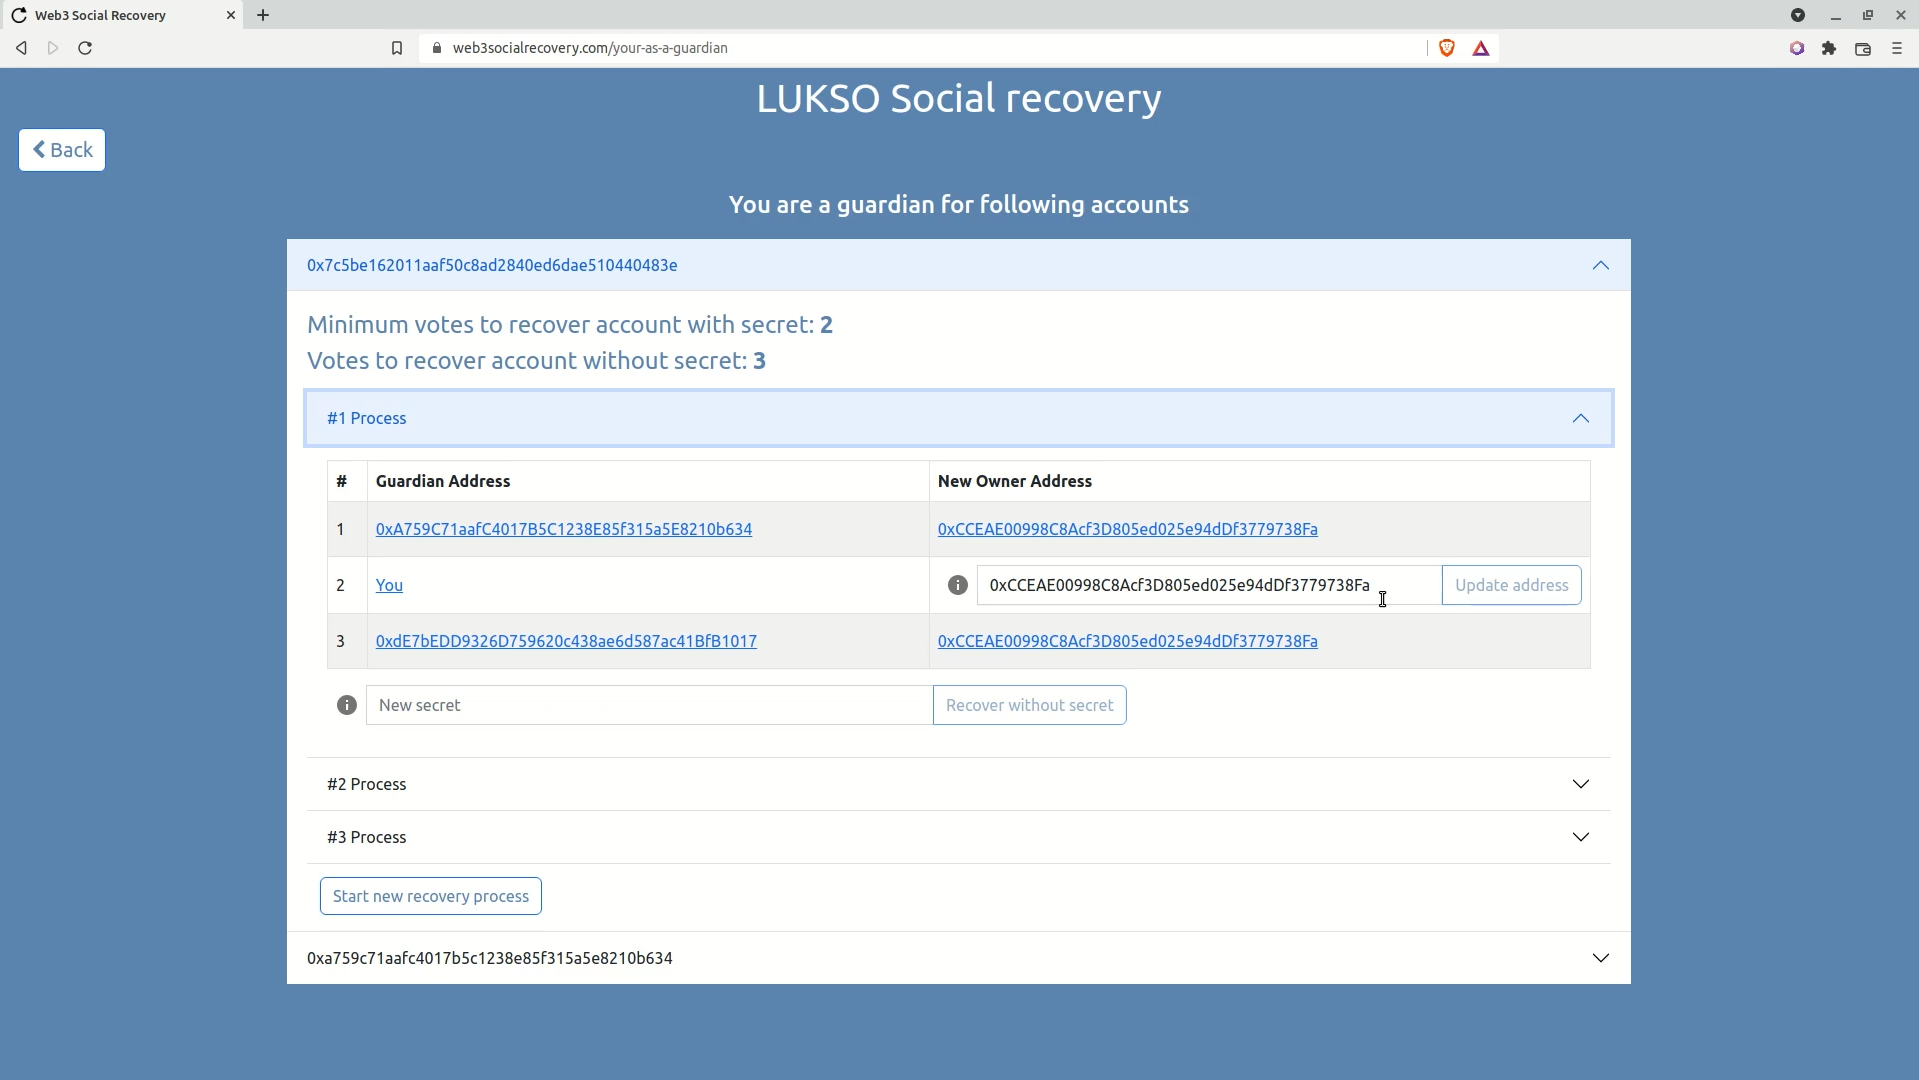 Web3 Social Recovery
web3socialrecovery.com/your-as-a-guardian
LUKSO Social recovery
Back
You are a guardian for following accounts
0x7c5be162011aaf50c8ad2840ed6dae510440483e
Minimum votes to recover account with secret: 2
Votes to recover account without secret: 3
#1 Process
# Guardian Address New Owner Address
1 0xA759C71aafC4017B5C1238E85f315a5E8210b634 0xCCEAE00998C8Acf3D805ed025e94dDf3779738Fa
2 You 0xCCEAE00998C8Acf3D805ed025e94dDf3779738Fa Update address
3 0xdE7bEDD9326D759620c438ae6d587ac41BfB1017 0xCCEAE00998C8Acf3D805ed025e94dDf3779738Fa
New secret Recover without secret
#2 Process
#3 Process
Start new recovery process
0xa759c71aafc4017b5c1238e85f315a5e8210b634